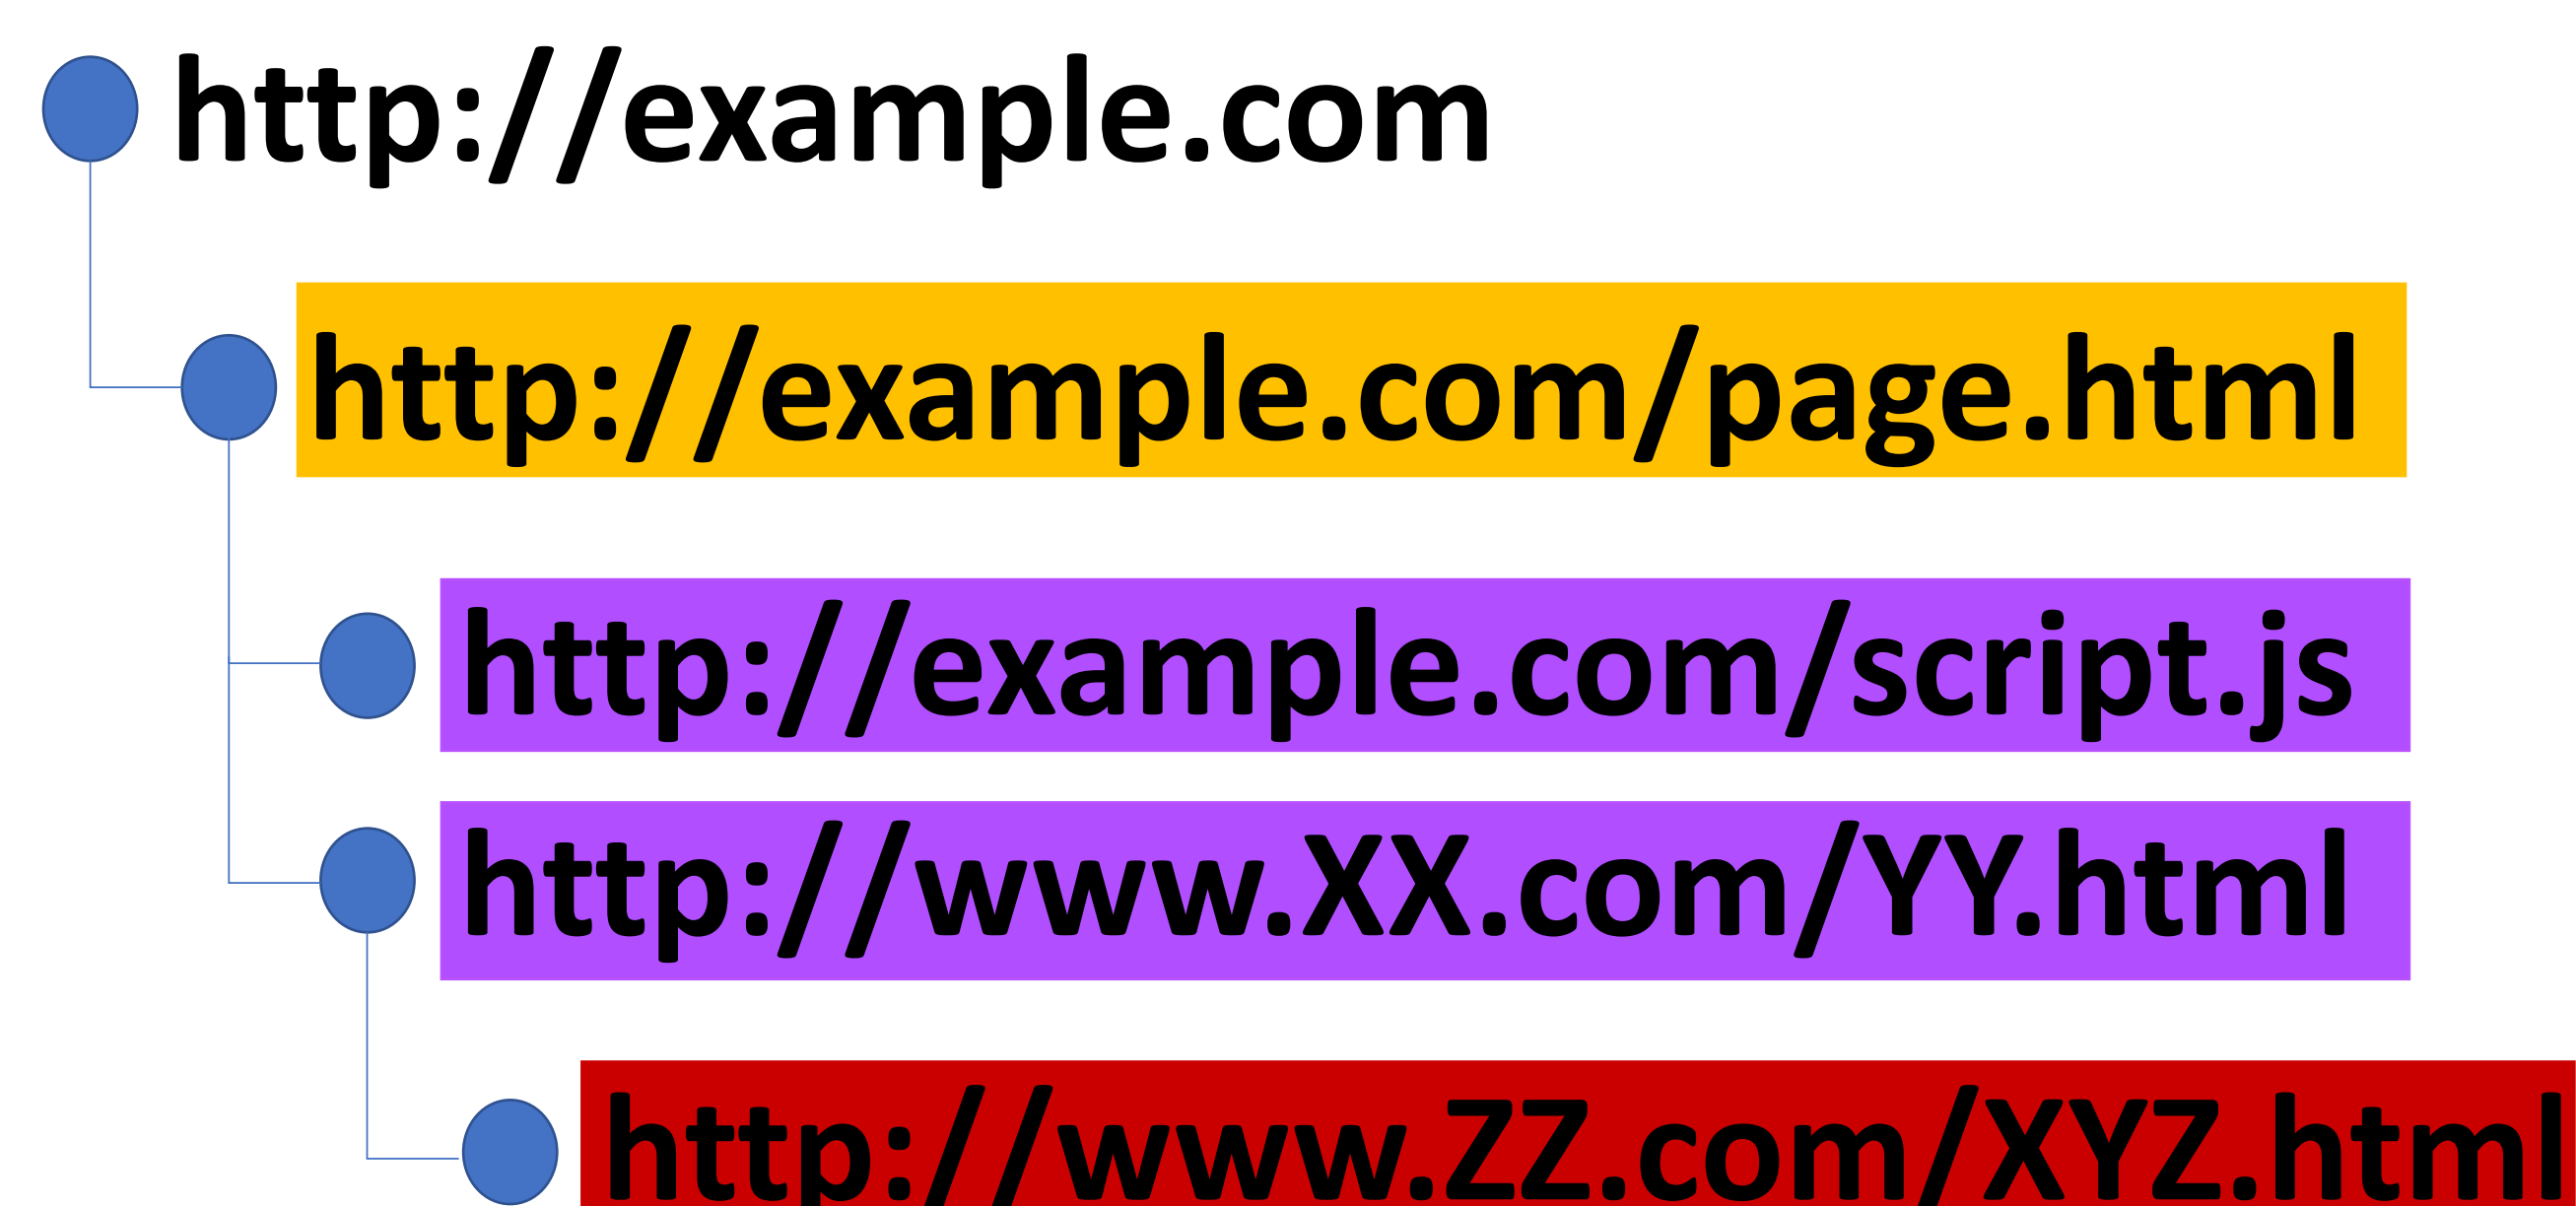 http://example.com
http://example.com/page.html
http://example.com/script.js
http://www.XX.com/YY.html
http://www.ZZ.com/XYZ.html